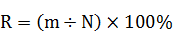 R = (m ÷ N) × 100%